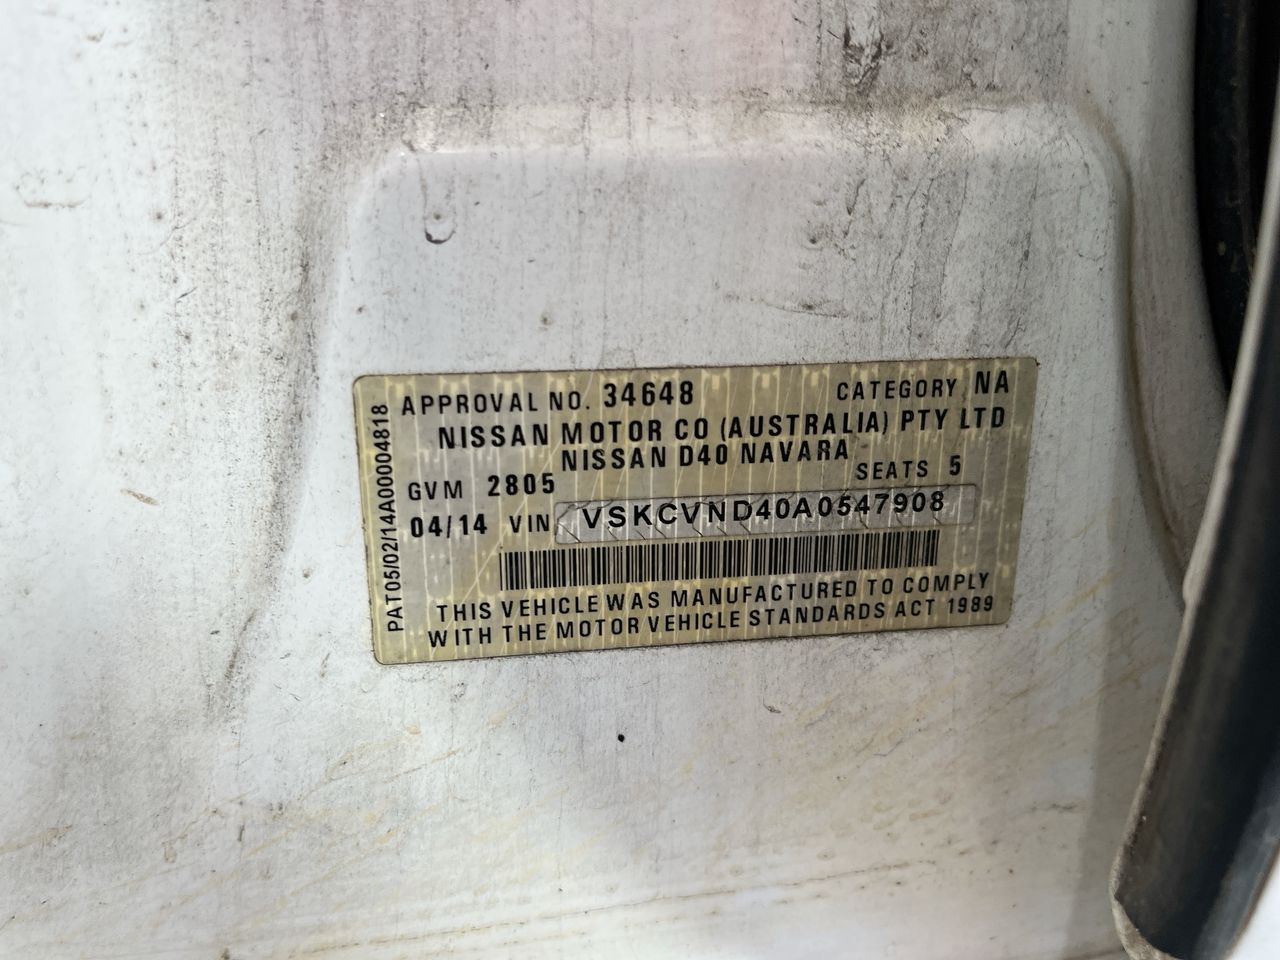 APPROVAL NO. 34648 CATEGORY NA
NISSAN MOTOR CO (AUSTRALIA) PTY LTD
NISSAN D40 NAVARA
GVM 2805 SEATS 5
04/14 VIN VSKCVND40A0547908
THIS VEHICLE WAS MANUFACTURED TO COMPLY
WITH THE MOTOR VEHICLE STANDARDS ACT 1989
PAT05/02/14A00004818